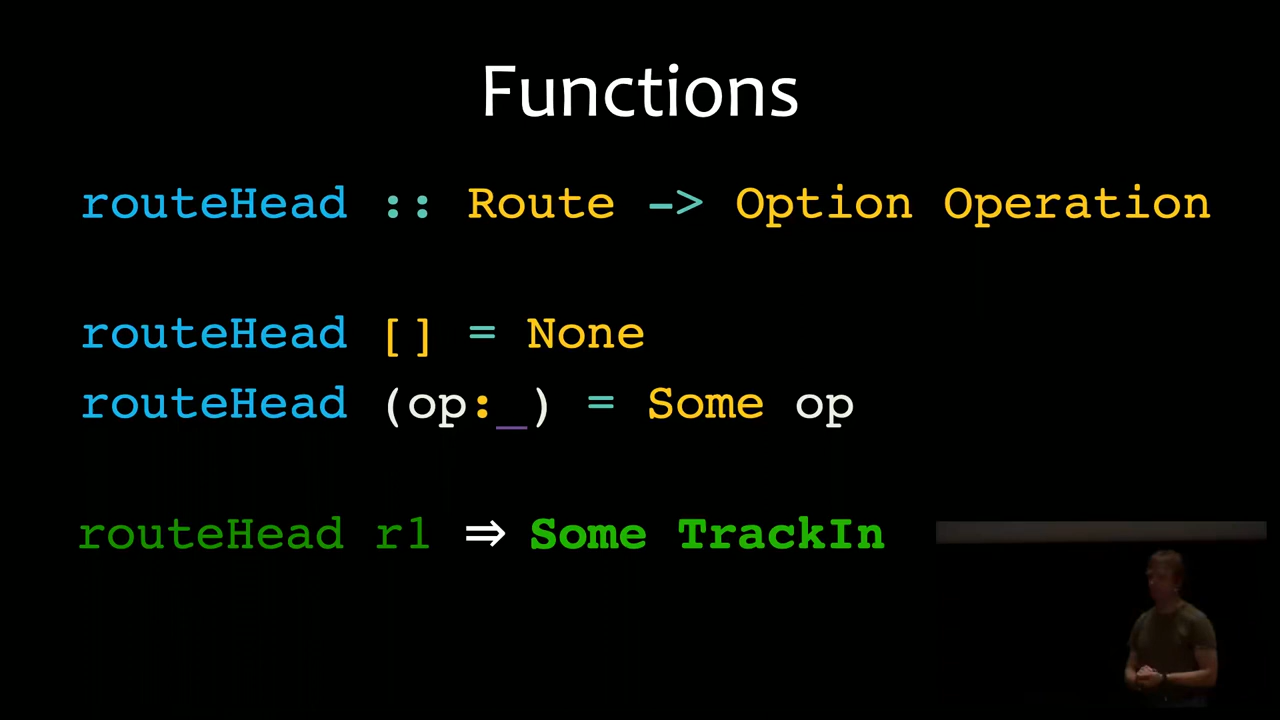 Functions
routeHead :: Route -> Option Operation
routeHead [] = None
routeHead (op:_) = Some op
routeHead r1 ⇒ Some TrackIn